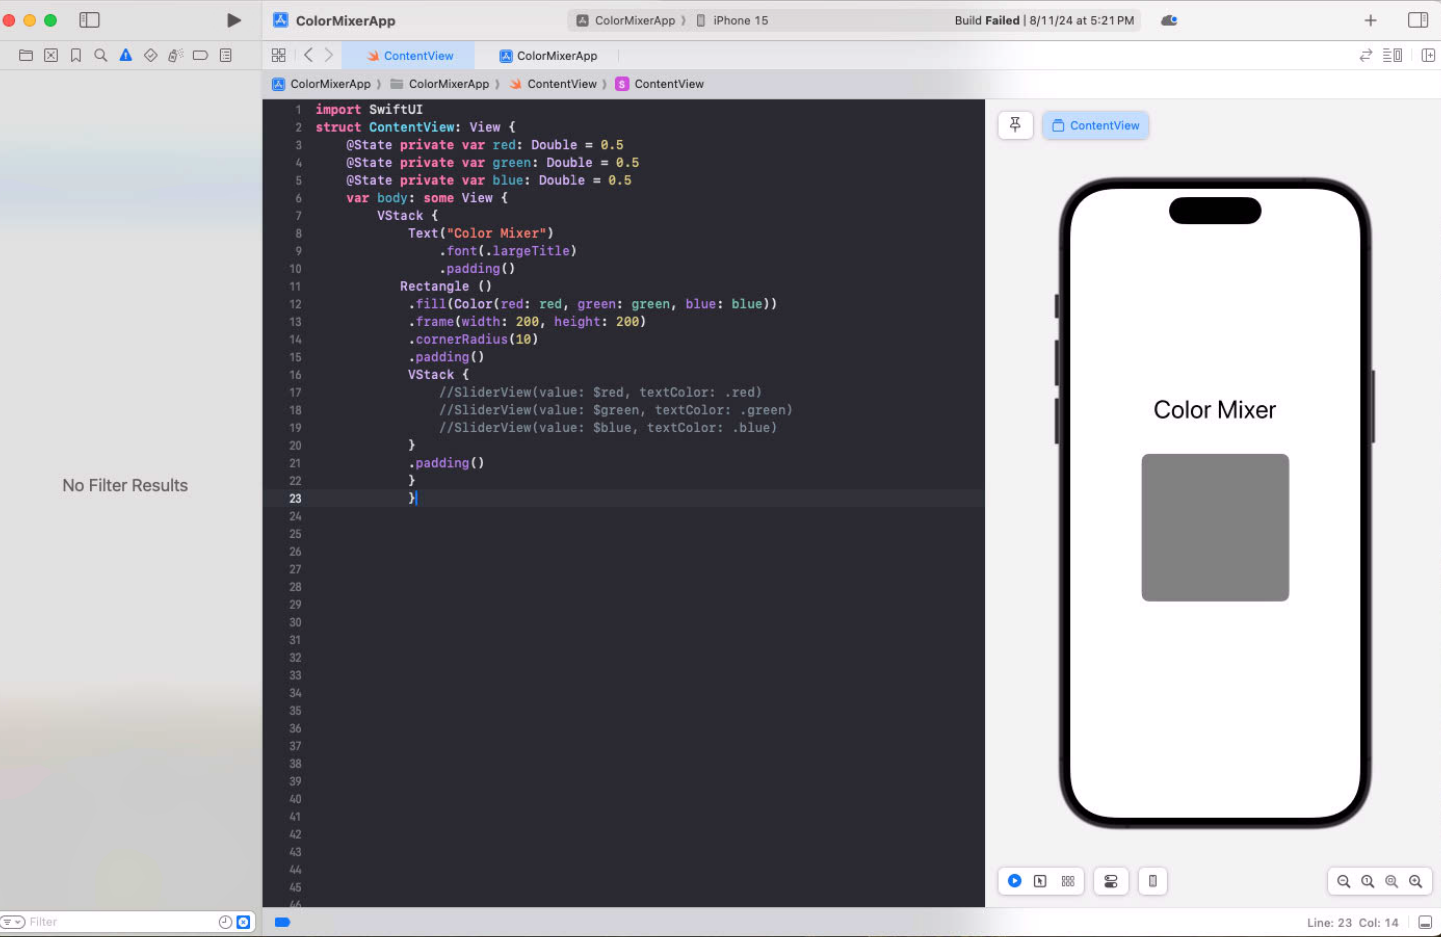 ColorMixerApp
ColorMixerApp ⟩ iPhone 15
Build Failed | 8/11/24 at 5:21 PM
ContentView
ColorMixerApp
ColorMixerApp ⟩ ColorMixerApp ⟩ ContentView ⟩ S ContentView
1 import SwiftUI
2 struct ContentView: View {
3 @State private var red: Double = 0.5
4 @State private var green: Double = 0.5
5 @State private var blue: Double = 0.5
6 var body: some View {
7 VStack {
8 Text("Color Mixer")
9 .font(.largeTitle)
10 .padding()
11 Rectangle ()
12 .fill(Color(red: red, green: green, blue: blue))
13 .frame(width: 200, height: 200)
14 .cornerRadius(10)
15 .padding()
16 VStack {
17 //SliderView(value: $red, textColor: .red)
18 //SliderView(value: $green, textColor: .green)
19 //SliderView(value: $blue, textColor: .blue)
20 }
21 .padding()
22 }
23 }
24
25
26
27
28
29
30
31
32
33
34
35
36
37
38
39
40
41
42
43
44
45
46
No Filter Results
ContentView
Color Mixer
Filter
Line: 23 Col: 14